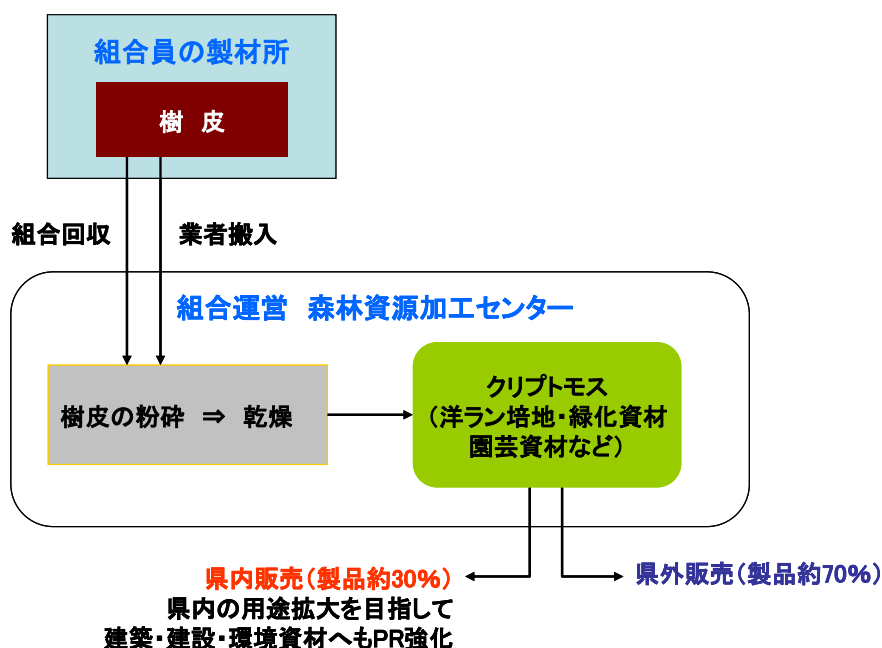 組合員の製材所
樹　皮
組合回収
業者搬入
組合運営　森林資源加工センター
樹皮の粉砕　⇒　乾燥
クリプトモス
（洋ラン培地・緑化資材
園芸資材など）
県内販売（製品約30％）
県内の用途拡大を目指して
建築・建設・環境資材へもPR強化
県外販売（製品約70％）